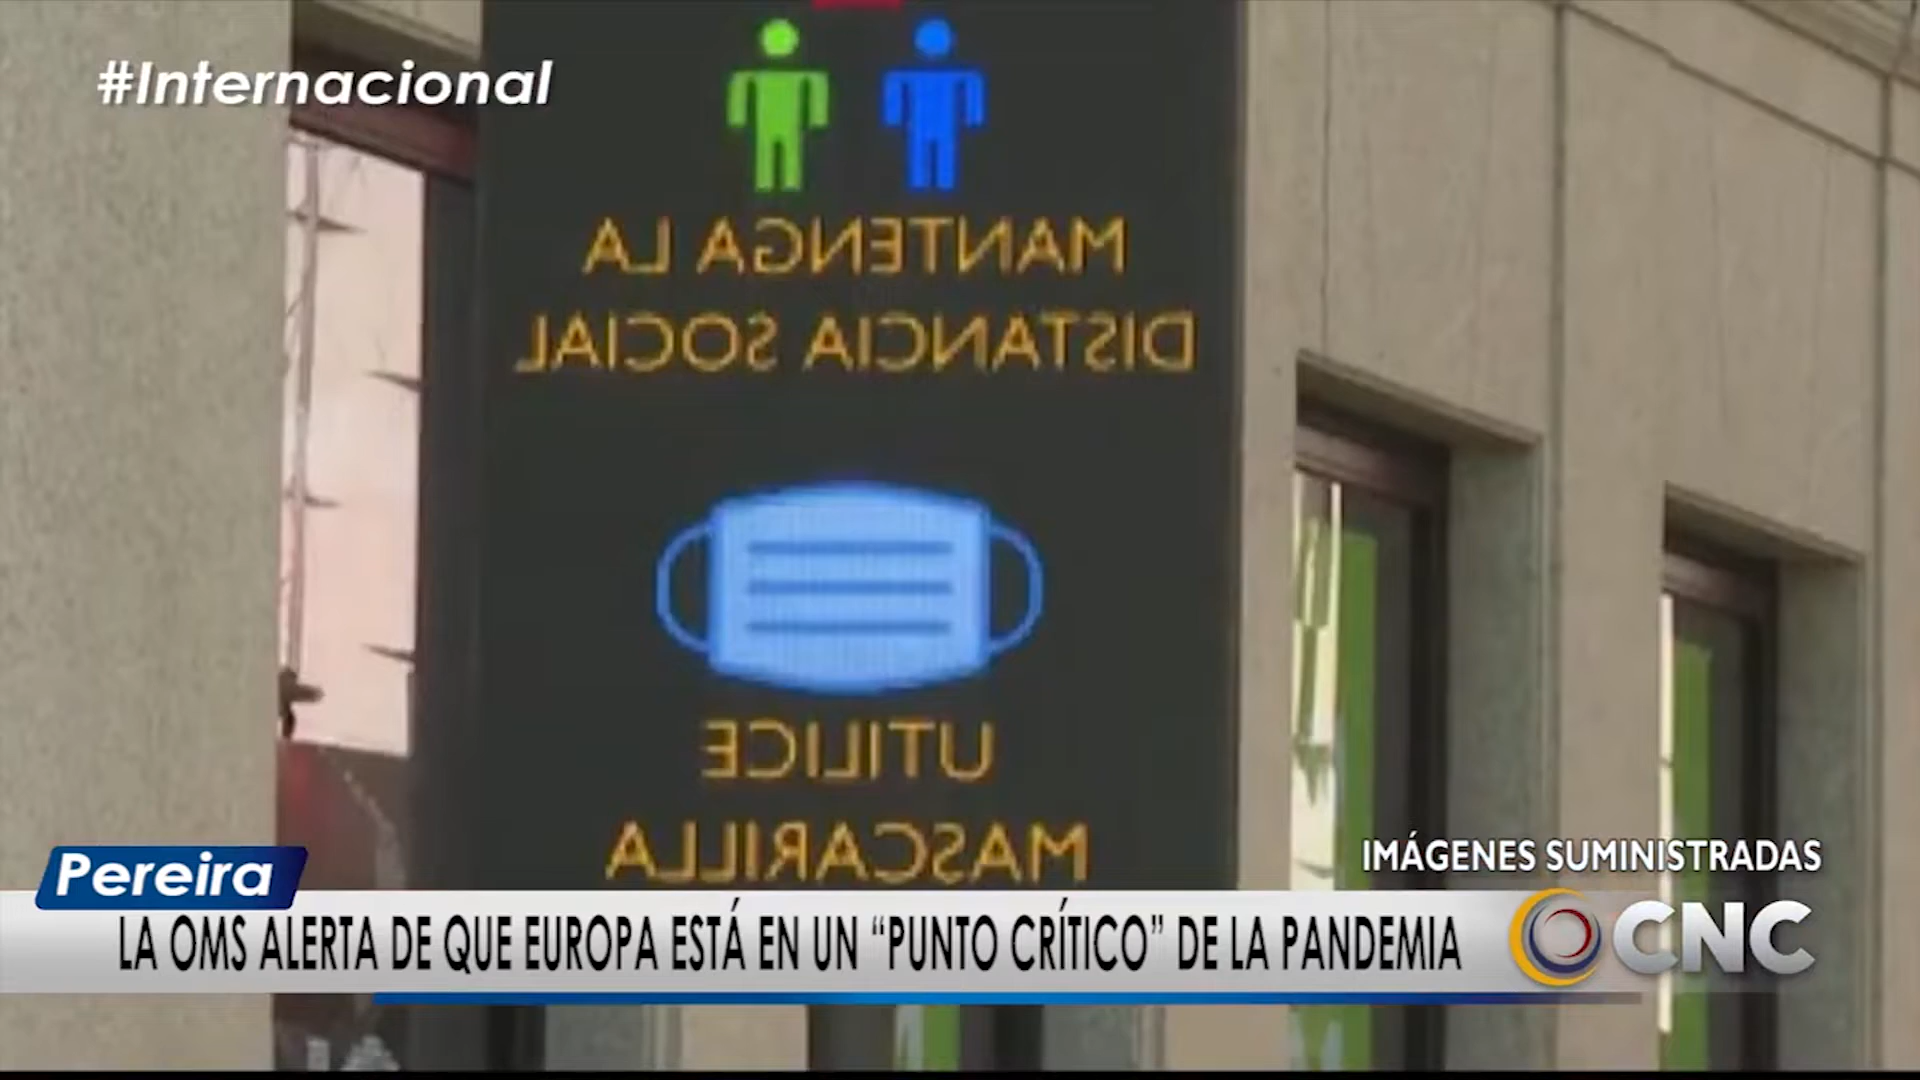 #Internacional
MANTENGA LA
DISTANCIA SOCIAL
UTILICE
MASCARILLA
IMÁGENES SUMINISTRADAS
Pereira
LA OMS ALERTA DE QUE EUROPA ESTÁ EN UN “PUNTO CRÍTICO” DE LA PANDEMIA
CNC